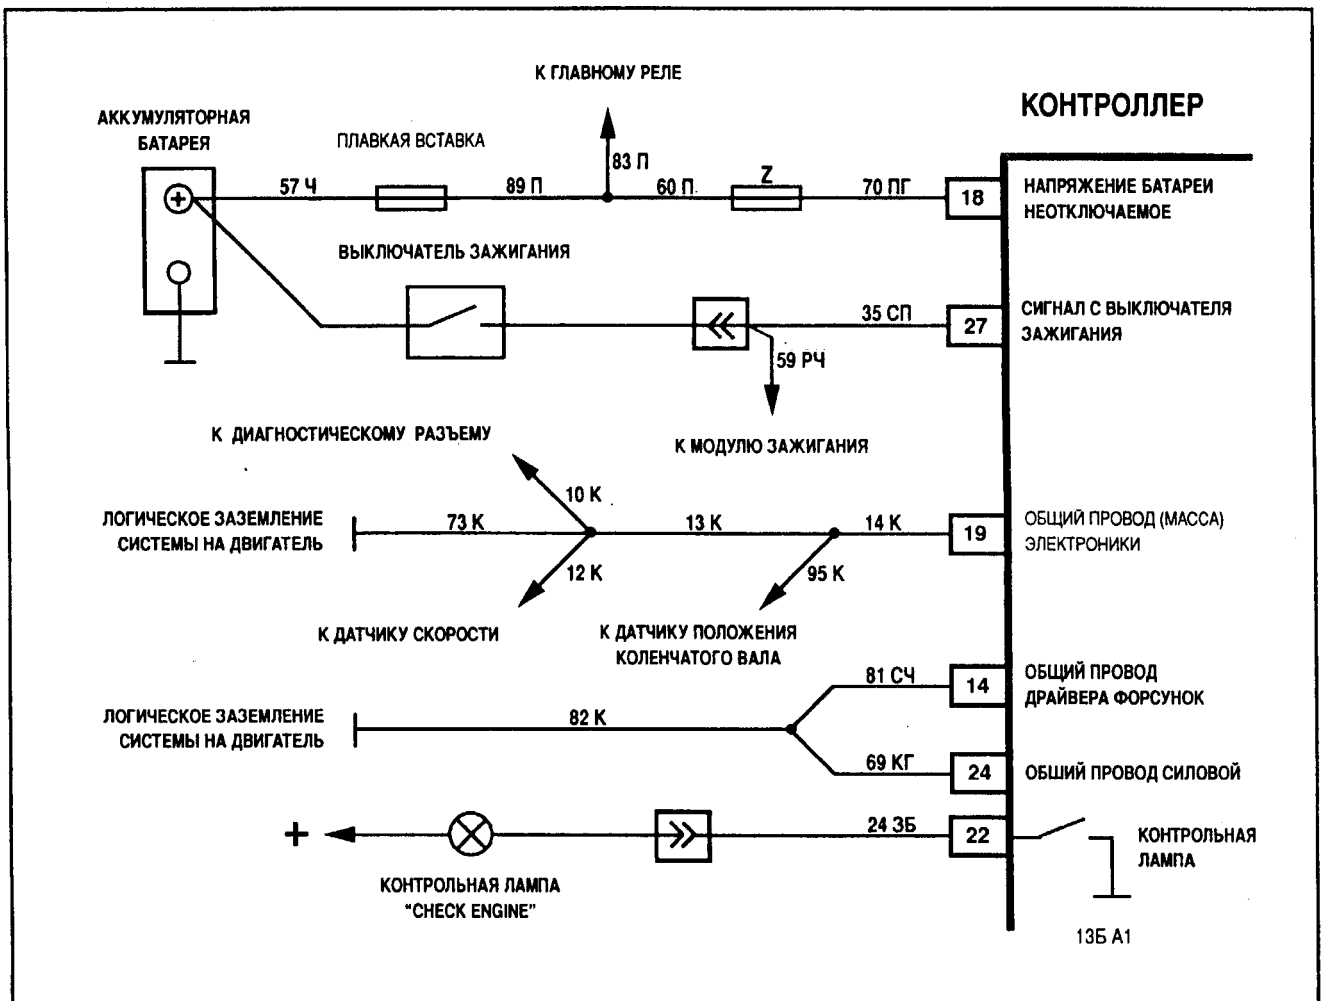 К ГЛАВНОМУ РЕЛЕ
КОНТРОЛЛЕР
АККУМУЛЯТОРНАЯ
БАТАРЕЯ
ПЛАВКАЯ ВСТАВКА
83 П
57 Ч
89 П
60 П
Z
70 ПГ
18
НАПРЯЖЕНИЕ БАТАРЕИ
НЕОТКЛЮЧАЕМОЕ
ВЫКЛЮЧАТЕЛЬ ЗАЖИГАНИЯ
35 СП
27
СИГНАЛ С ВЫКЛЮЧАТЕЛЯ
ЗАЖИГАНИЯ
59 РЧ
К МОДУЛЮ ЗАЖИГАНИЯ
К ДИАГНОСТИЧЕСКОМУ РАЗЪЕМУ
10 К
ЛОГИЧЕСКОЕ ЗАЗЕМЛЕНИЕ
СИСТЕМЫ НА ДВИГАТЕЛЬ
73 К
13 К
14 К
19
ОБЩИЙ ПРОВОД (МАССА)
ЭЛЕКТРОНИКИ
12 К
95 К
К ДАТЧИКУ СКОРОСТИ
К ДАТЧИКУ ПОЛОЖЕНИЯ
КОЛЕНЧАТОГО ВАЛА
81 СЧ
14
ОБЩИЙ ПРОВОД
ДРАЙВЕРА ФОРСУНОК
ЛОГИЧЕСКОЕ ЗАЗЕМЛЕНИЕ
СИСТЕМЫ НА ДВИГАТЕЛЬ
82 К
69 КГ
24
ОБШИЙ ПРОВОД СИЛОВОЙ
+
24 ЗБ
22
КОНТРОЛЬНАЯ
ЛАМПА
КОНТРОЛЬНАЯ ЛАМПА
"CHECK ENGINE"
13Б А1